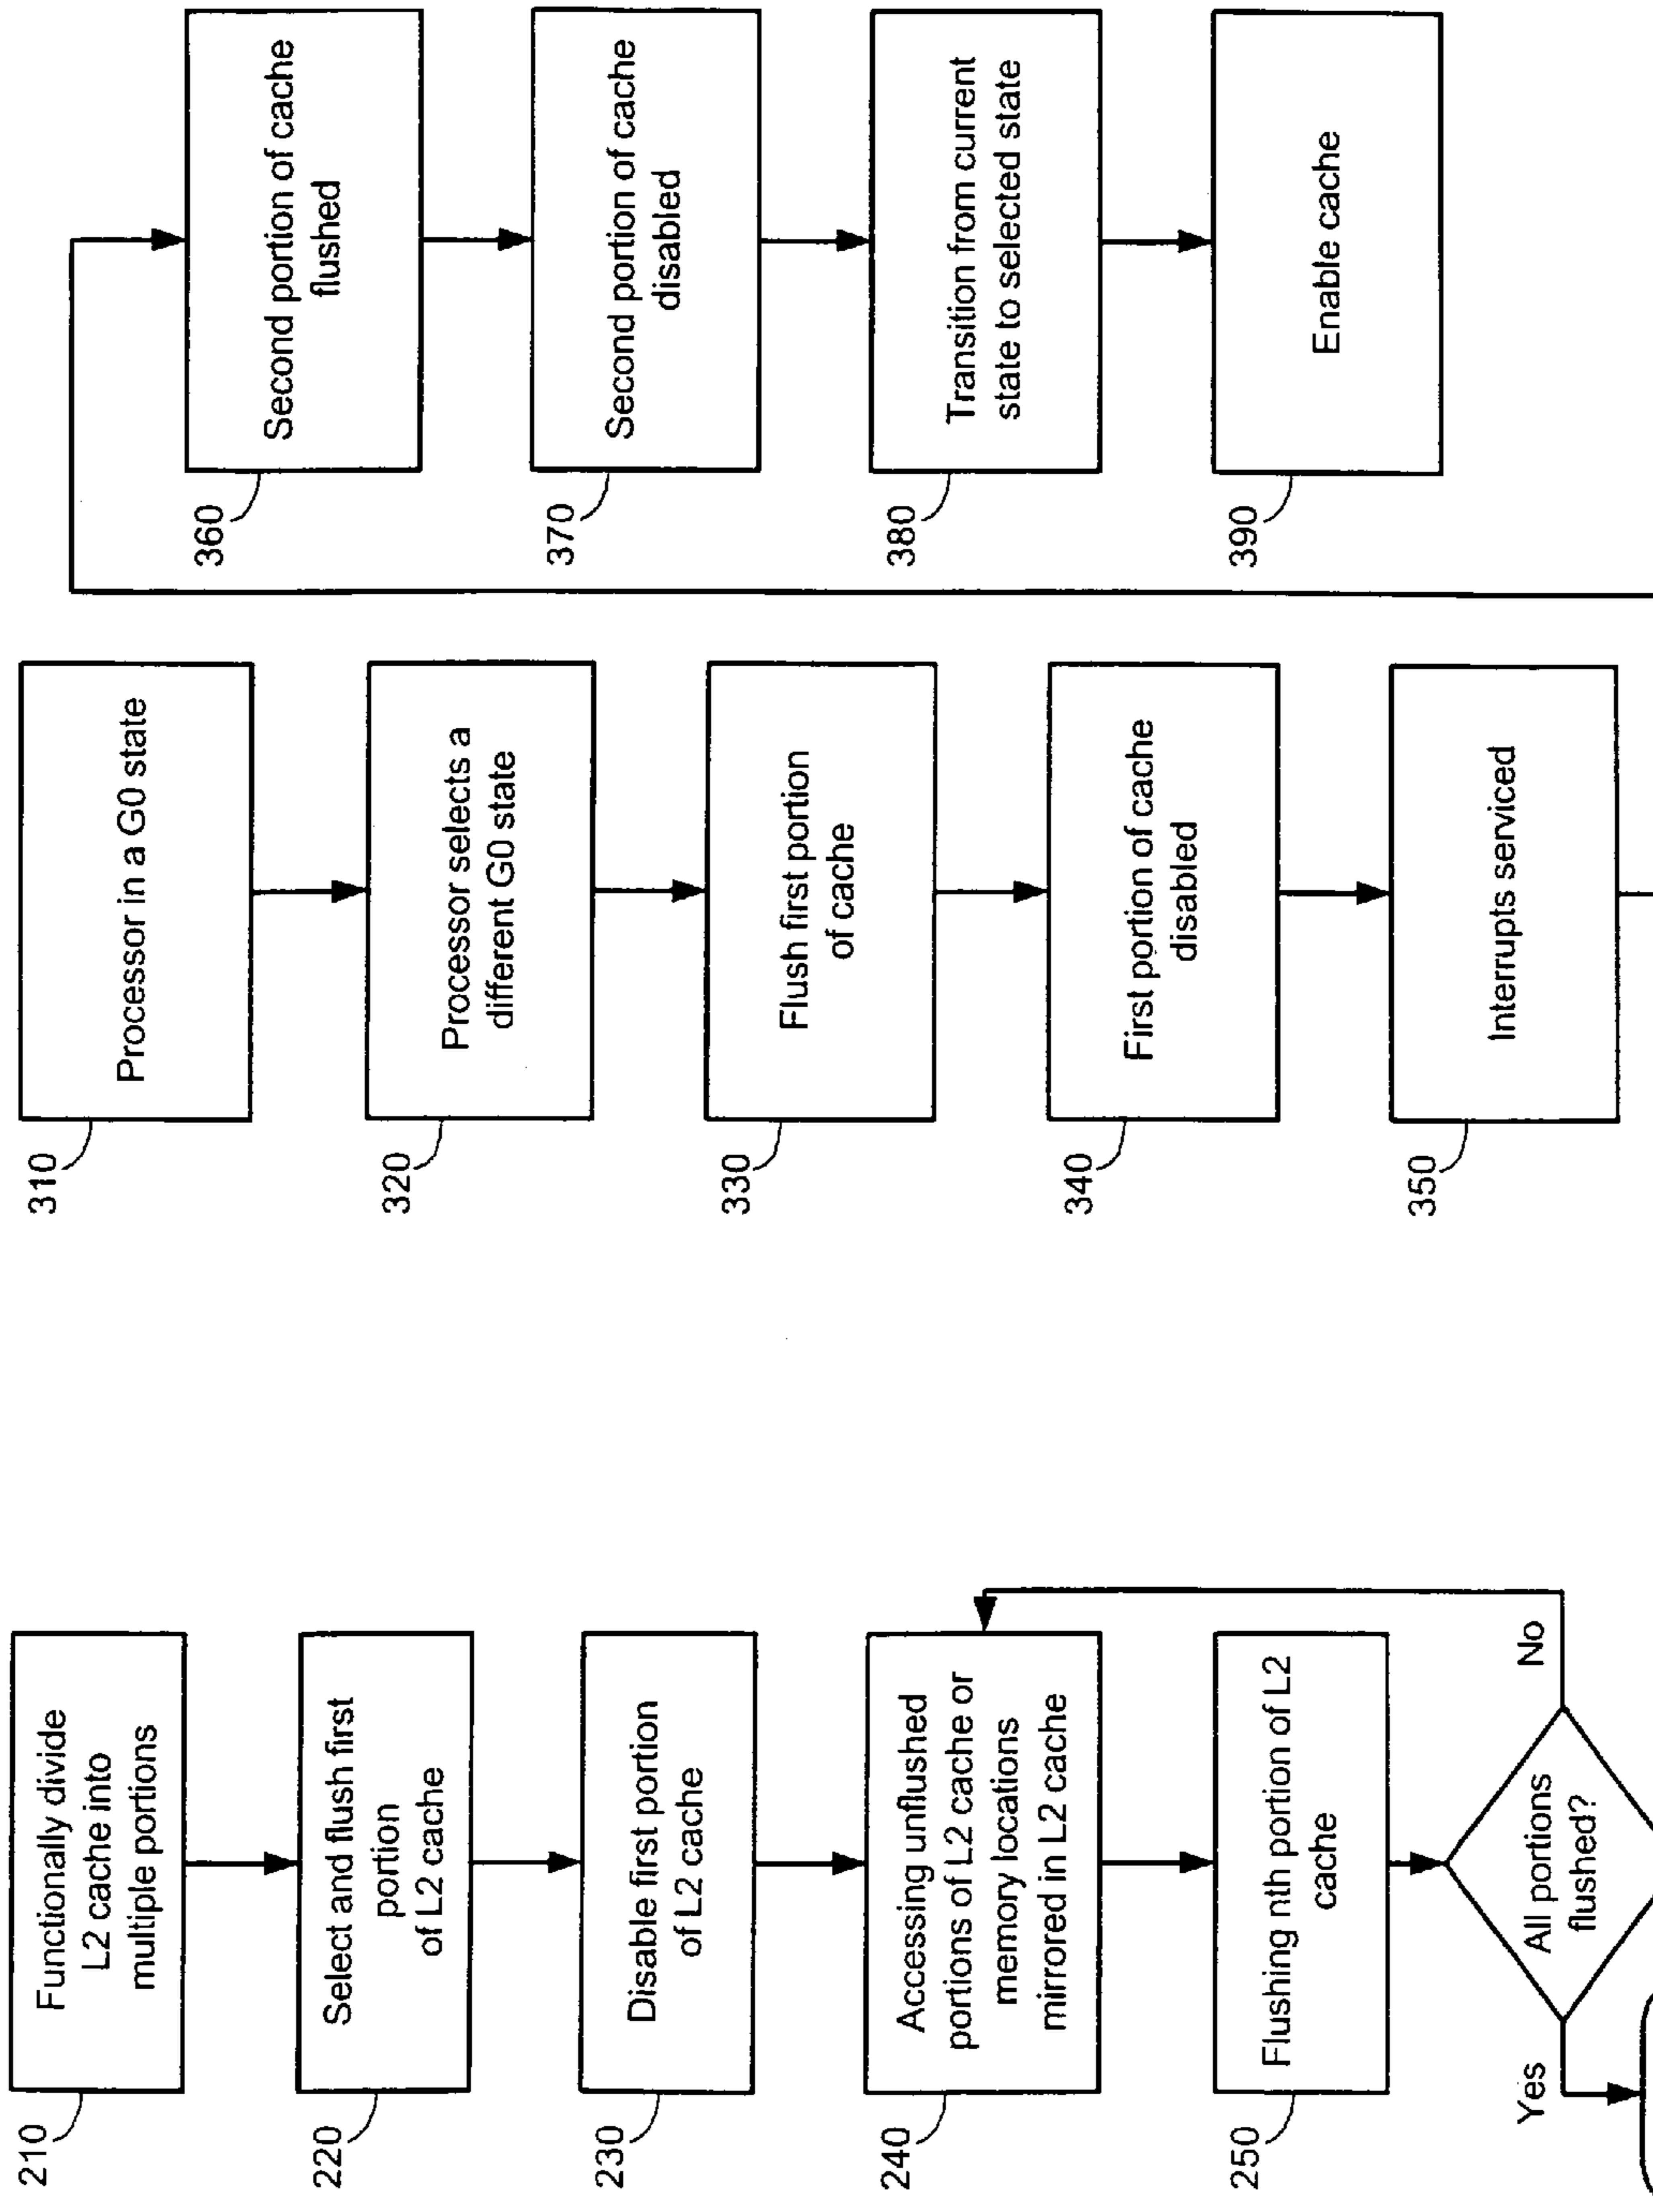 210
Functionally divide
L2 cache into
multiple portions
220
Select and flush first
portion
of L2 cache
230
Disable first portion
of L2 cache
240
Accessing unflushed
portions of L2 cache or
memory locations
mirrored in L2 cache
250
Flushing nth portion of L2
cache
All portions
flushed?
Yes
No
310
Processor in a G0 state
320
Processor selects a
different G0 state
330
Flush first portion
of cache
340
First portion of cache
disabled
350
Interrupts serviced
360
Second portion of cache
flushed
370
Second portion of cache
disabled
380
Transition from current
state to selected state
390
Enable cache